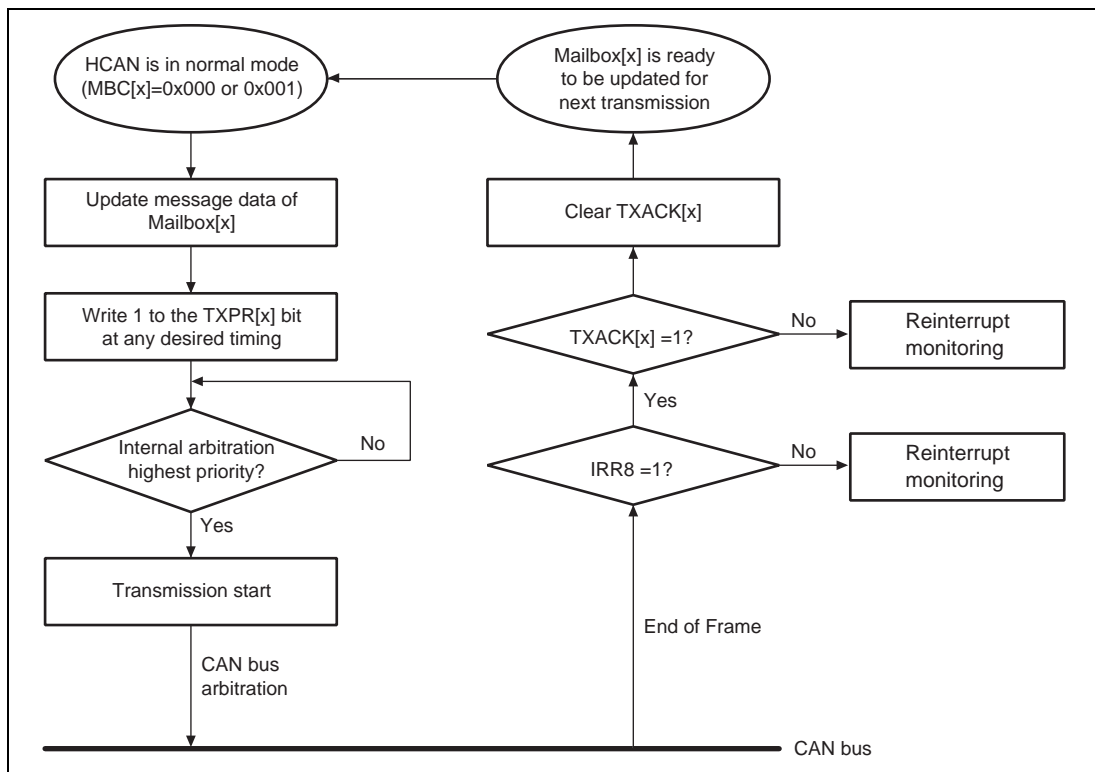 HCAN is in normal mode
(MBC[x]=0x000 or 0x001)
Update message data of
Mailbox[x]
Write 1 to the TXPR[x] bit
at any desired timing
Internal arbitration
highest priority?
No
Yes
Transmission start
CAN bus
arbitration
Mailbox[x] is ready
to be updated for
next transmission
Clear TXACK[x]
TXACK[x] =1?
No
Reinterrupt
monitoring
Yes
IRR8 =1?
No
Reinterrupt
monitoring
End of Frame
CAN bus